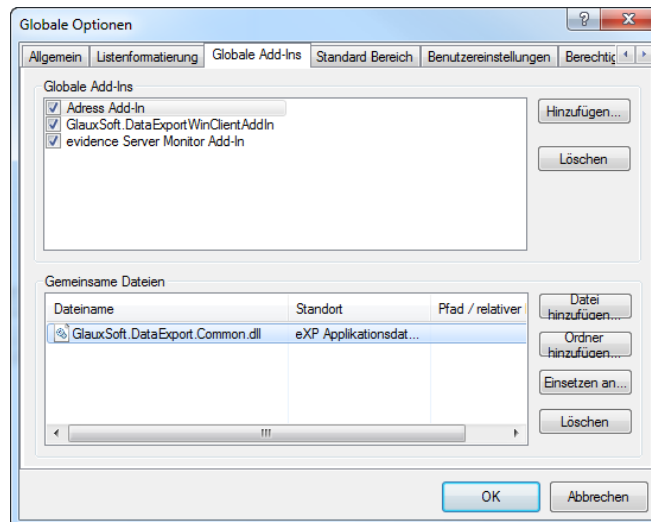 Globale Optionen
Allgemein Listenformatierung Globale Add-Ins Standard Bereich Benutzereinstellungen Berechtig
Globale Add-Ins
Adress Add-In
GlauxSoft.DataExportWinClientAddIn
evidence Server Monitor Add-In
Hinzufügen...
Löschen
Gemeinsame Dateien
Dateiname Standort Pfad / relativer
GlauxSoft.DataExport.Common.dll eXP Applikationsdat...
Datei
hinzufügen...
Ordner
hinzufügen...
Einsetzen an...
Löschen
OK Abbrechen